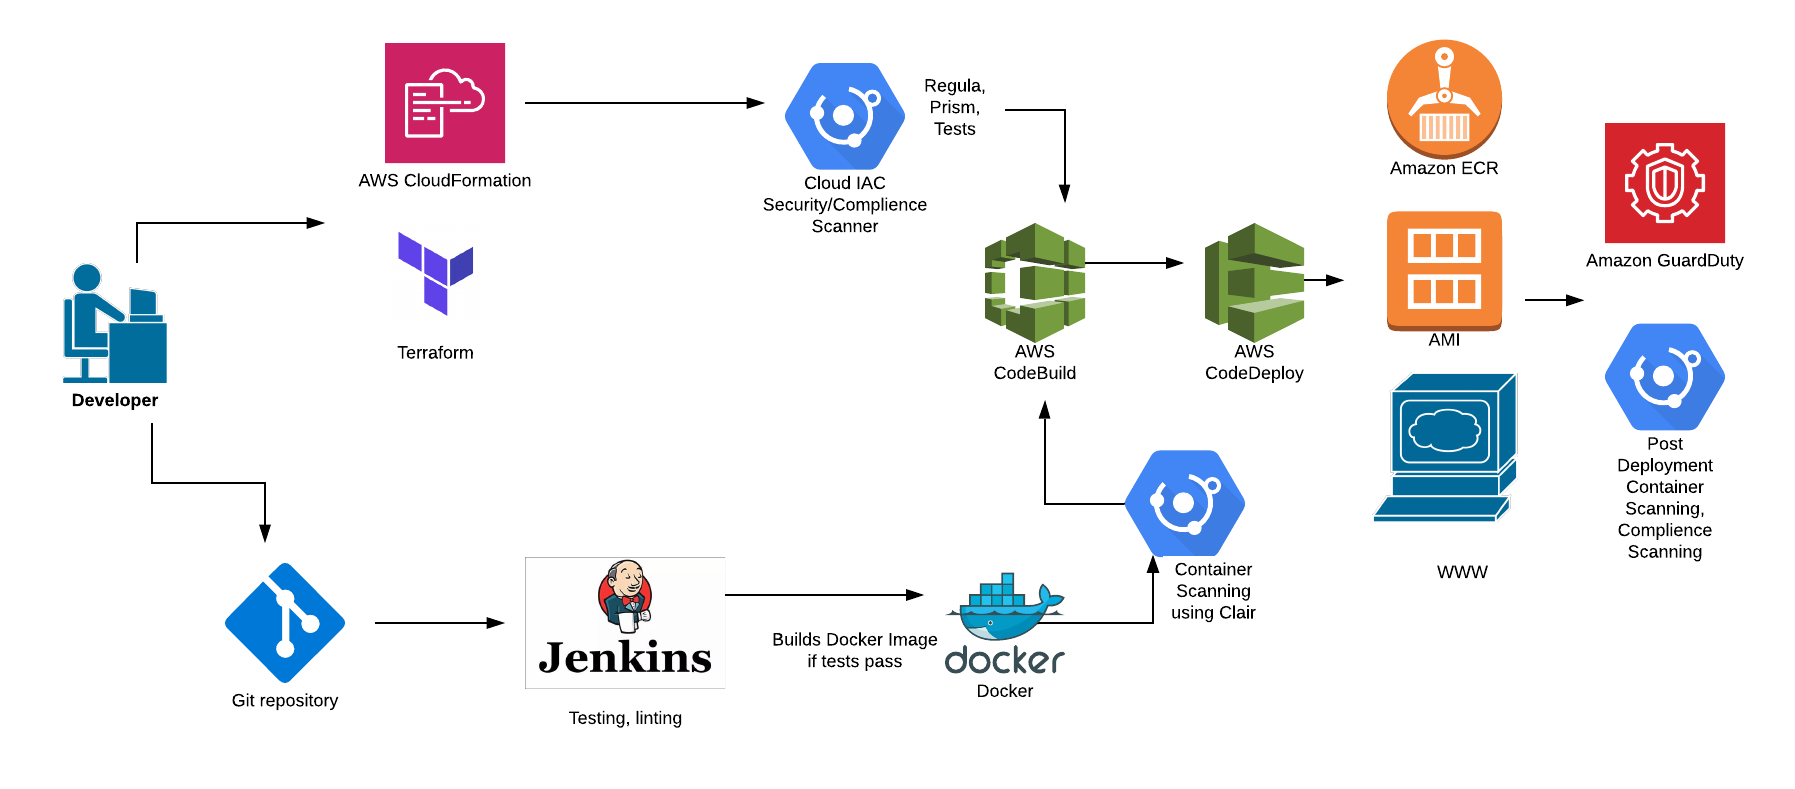 AWS CloudFormation
Terraform
Developer
Cloud IAC
Security/Complience
Scanner
Regula,
Prism,
Tests
AWS
CodeBuild
AWS
CodeDeploy
Amazon ECR
AMI
WWW
Amazon GuardDuty
Post
Deployment
Container
Scanning,
Complience
Scanning
Git repository
Jenkins
Testing, linting
Builds Docker Image
if tests pass
docker
Docker
Container
Scanning
using Clair